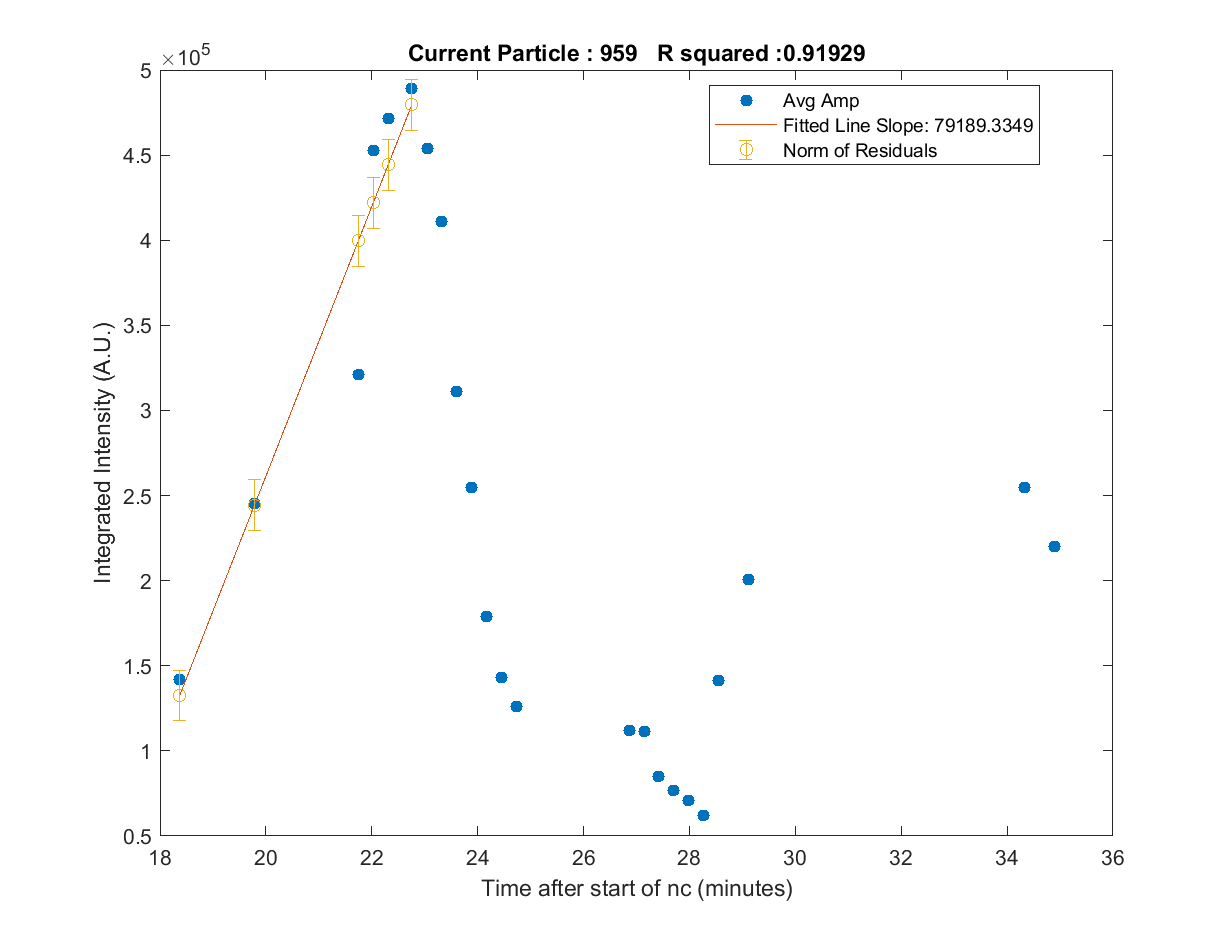 Current Particle : 959 R squared :0.91929
×10^5
5
4.5
4
3.5
3
2.5
2
1.5
1
0.5
Integrated Intensity (A.U.)
Avg Amp
Fitted Line Slope: 79189.3349
Norm of Residuals
18 20 22 24 26 28 30 32 34 36
Time after start of nc (minutes)